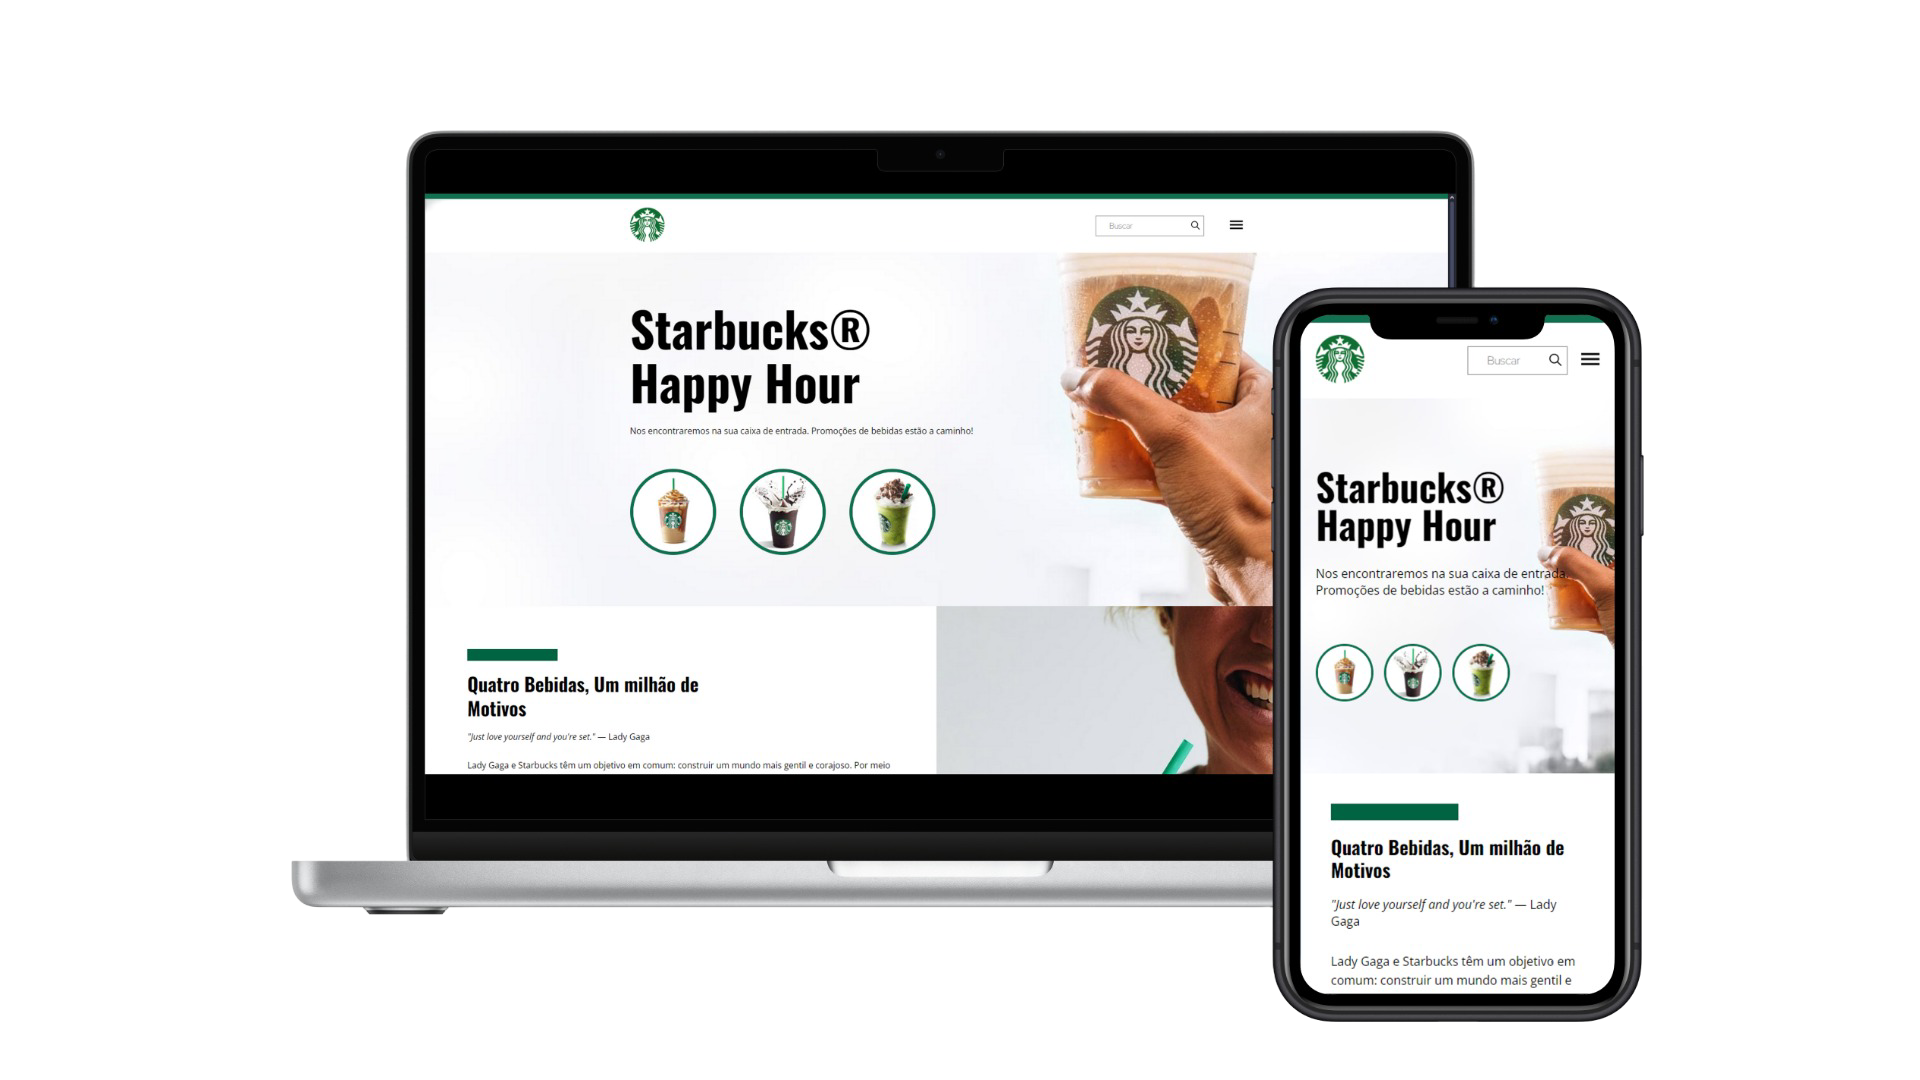 Buscar
Starbucks®
Happy Hour
Nos encontraremos na sua caixa de entrada. Promoções de bebidas estão a caminho!
Quatro Bebidas, Um milhão de
Motivos
"Just love yourself and you're set." — Lady Gaga
Lady Gaga e Starbucks têm um objetivo em comum: construir um mundo mais gentil e corajoso. Por meio
Buscar
Starbucks®
Happy Hour
Nos encontraremos na sua caixa de entrada.
Promoções de bebidas estão a caminho!
Quatro Bebidas, Um milhão de
Motivos
"Just love yourself and you're set." — Lady
Gaga
Lady Gaga e Starbucks têm um objetivo em
comum: construir um mundo mais gentil e